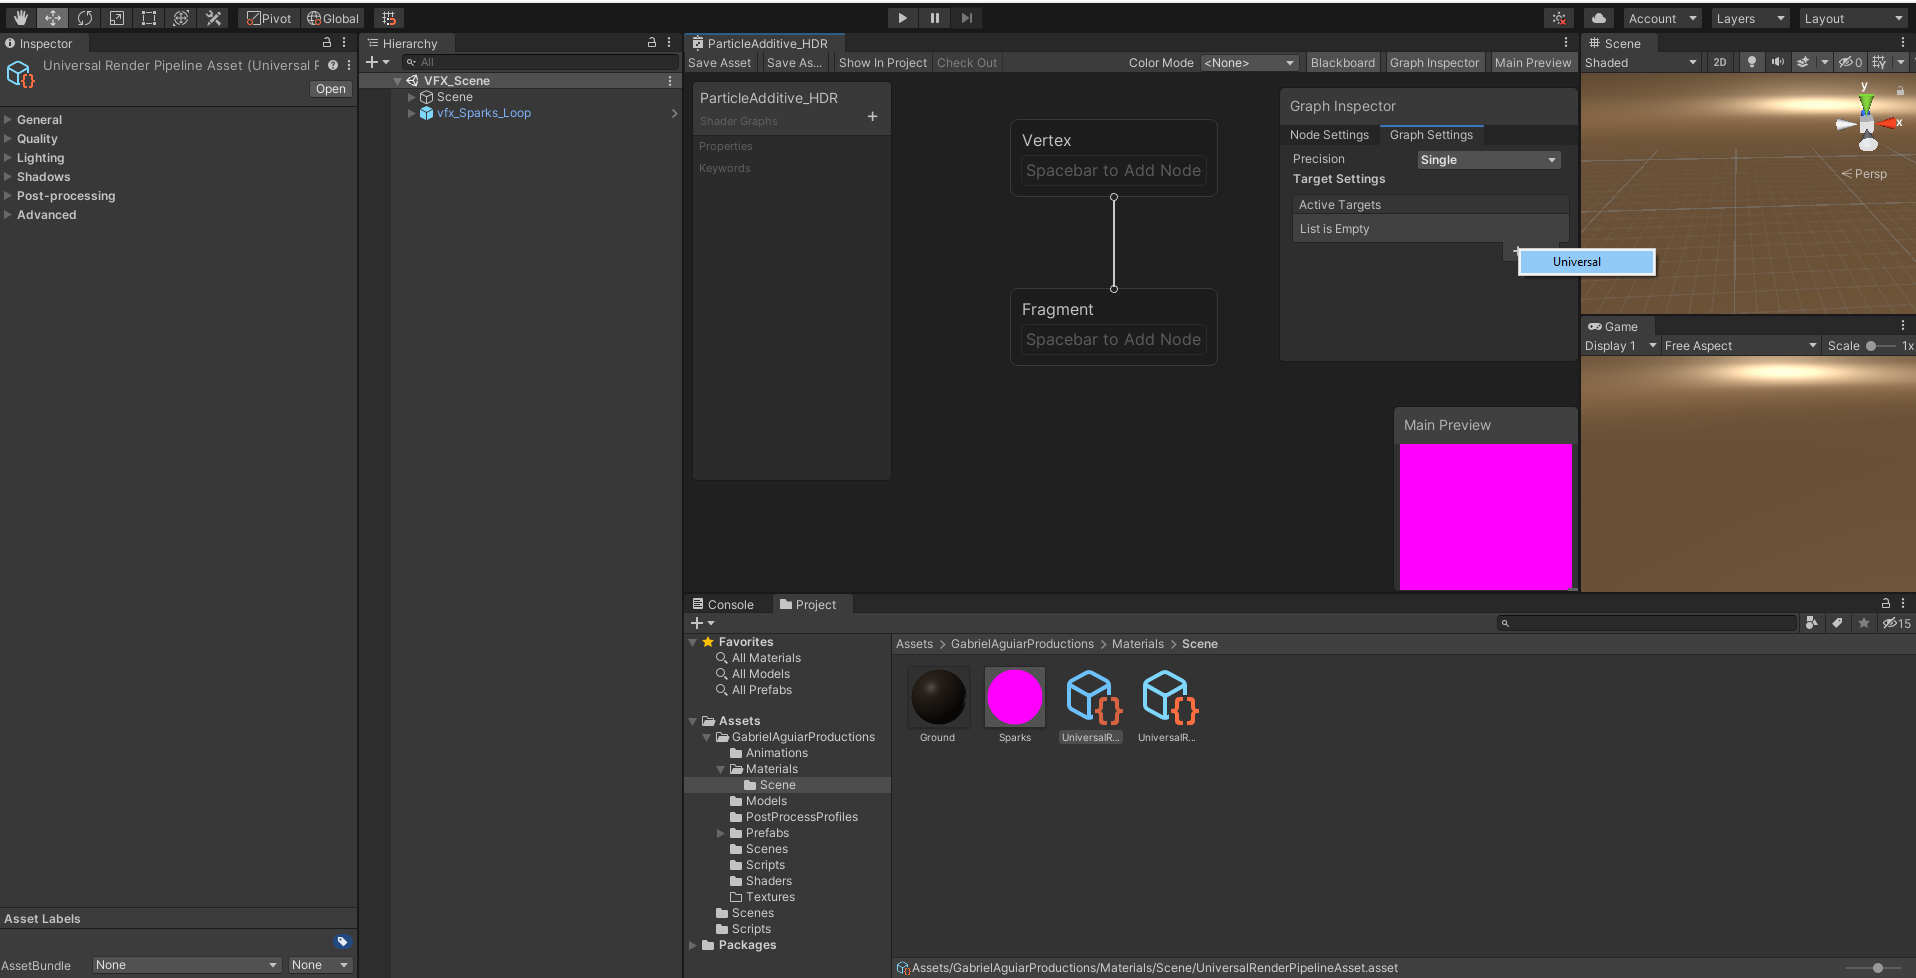 Pivot
Global
Account
Layers
Layout
Inspector
Universal Render Pipeline Asset (Universal R
Open
General
Quality
Lighting
Shadows
Post-processing
Advanced
Asset Labels
AssetBundle
None
None
Hierarchy
All
VFX_Scene
Scene
vfx_Sparks_Loop
ParticleAdditive_HDR
Save Asset
Save As...
Show In Project
Check Out
Color Mode
<None>
Blackboard
Graph Inspector
Main Preview
ParticleAdditive_HDR
Shader Graphs
Properties
Keywords
Vertex
Spacebar to Add Node
Fragment
Spacebar to Add Node
Graph Inspector
Node Settings
Graph Settings
Precision
Single
Target Settings
Active Targets
List is Empty
Universal
Main Preview
Scene
Shaded
2D
0
y
x
Persp
Game
Display 1
Free Aspect
Scale
1x
Console
Project
15
Favorites
All Materials
All Models
All Prefabs
Assets
GabrielAguiarProductions
Animations
Materials
Scene
Models
PostProcessProfiles
Prefabs
Scenes
Scripts
Shaders
Textures
Scenes
Scripts
Packages
Assets > GabrielAguiarProductions > Materials > Scene
Ground
Sparks
UniversalR...
UniversalR...
Assets/GabrielAguiarProductions/Materials/Scene/UniversalRenderPipelineAsset.asset